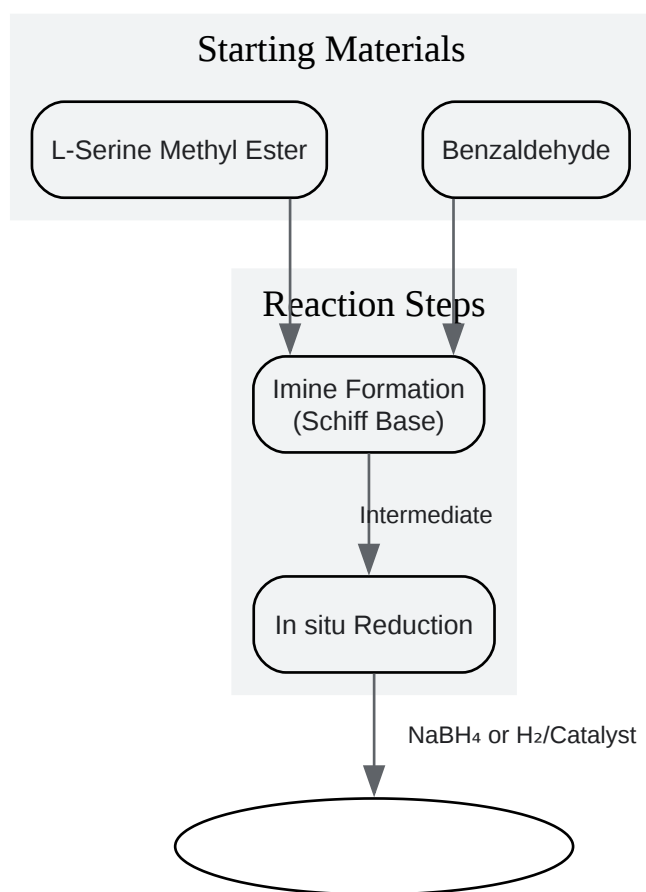 Starting Materials
L-Serine Methyl Ester
Benzaldehyde
Reaction Steps
Imine Formation
(Schiff Base)
Intermediate
In situ Reduction
NaBH₄ or H₂/Catalyst